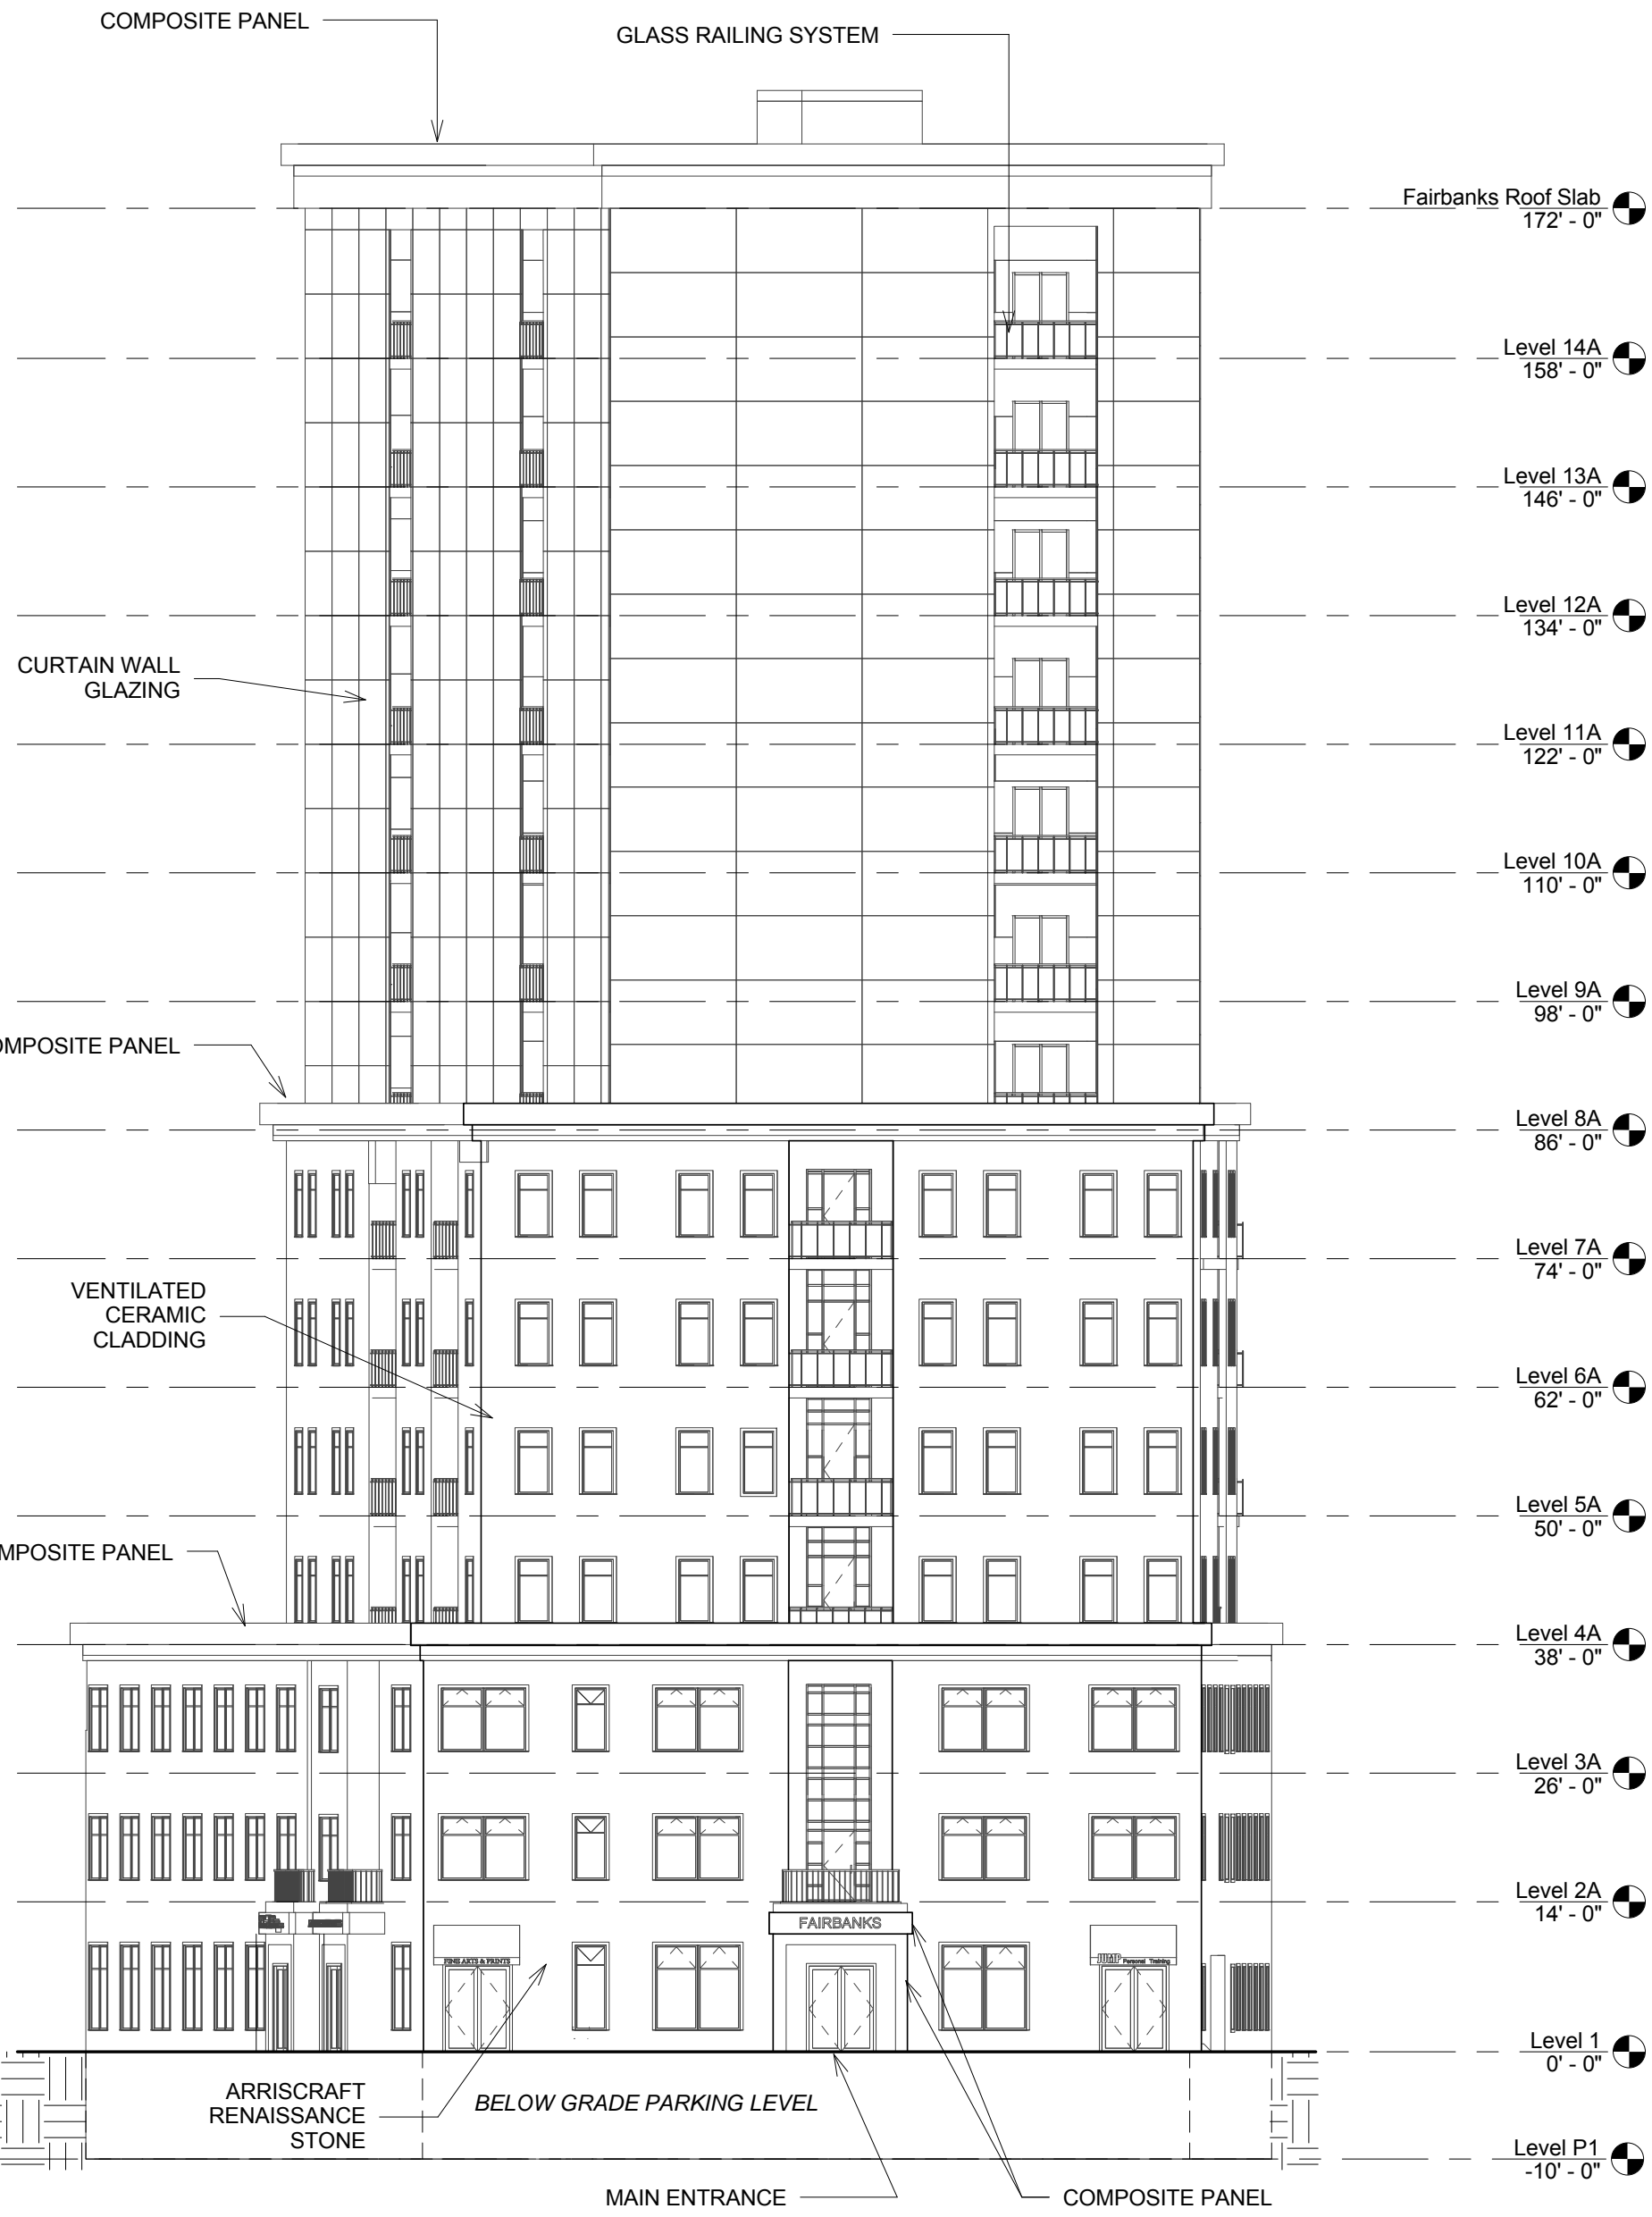 COMPOSITE PANEL
GLASS RAILING SYSTEM
Fairbanks Roof Slab
172' - 0"
Level 14A
158' - 0"
Level 13A
146' - 0"
Level 12A
134' - 0"
CURTAIN WALL
GLAZING
Level 11A
122' - 0"
Level 10A
110' - 0"
Level 9A
98' - 0"
OMPOSITE PANEL
Level 8A
86' - 0"
Level 7A
74' - 0"
VENTILATED
CERAMIC
CLADDING
Level 6A
62' - 0"
Level 5A
50' - 0"
MPOSITE PANEL
Level 4A
38' - 0"
Level 3A
26' - 0"
Level 2A
14' - 0"
FAIRBANKS
FINE ARTS & PRINTS
JUMP Personal Training
Level 1
0' - 0"
ARRISCRAFT
RENAISSANCE
STONE
BELOW GRADE PARKING LEVEL
Level P1
-10' - 0"
MAIN ENTRANCE
COMPOSITE PANEL